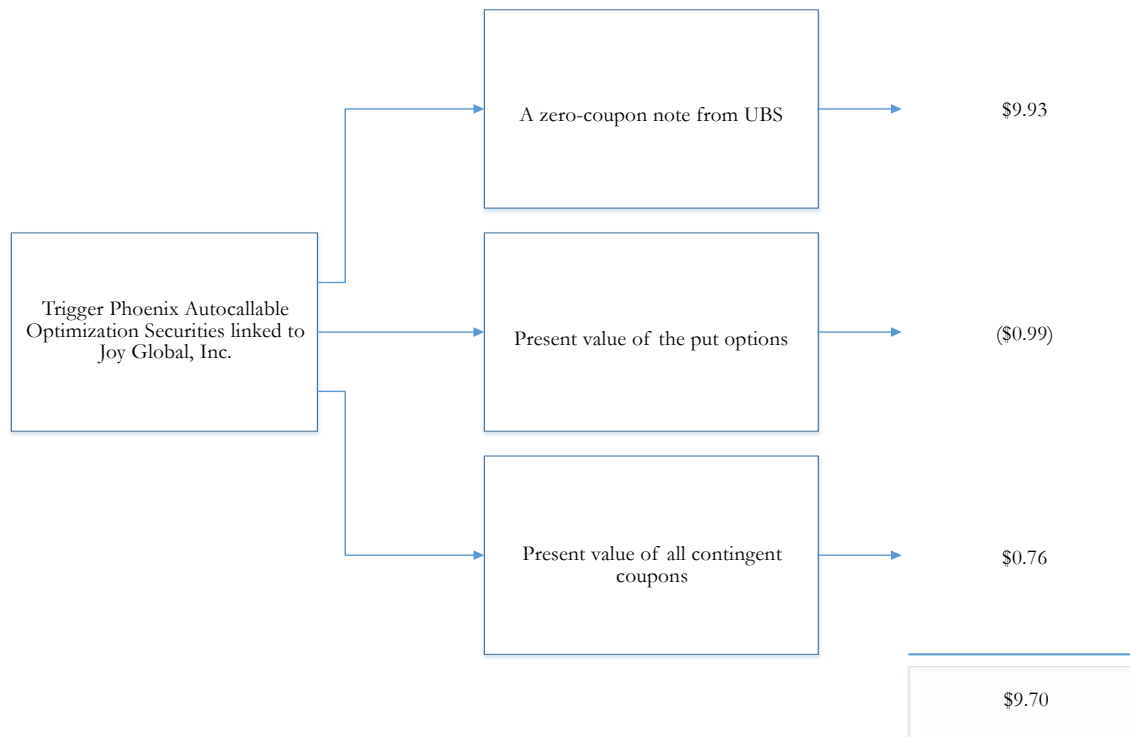 A zero-coupon note from UBS
$9.93
Trigger Phoenix Autocallable
Optimization Securities linked to
Joy Global, Inc.
Present value of the put options
($0.99)
Present value of all contingent
coupons
$0.76
$9.70